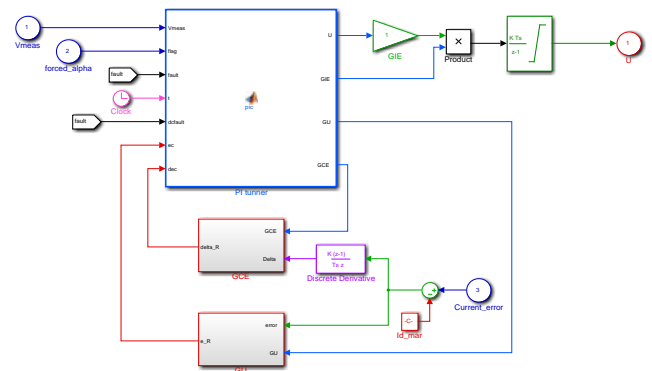 1
Vmeas
2
forced_alpha
fault
Clock
fault
Vmeas
flag
fault
t
dcfault
ec
dec
pic
U
GIE
GU
GCE
PI tunner
1
GIE
×
Product
K Ts
z-1
1
U
GCE
Delta
delta_R
GCE
K (z-1)
Ts z
Discrete Derivative
3
Current_error
-C-
Id_mar
error
GU
e_R